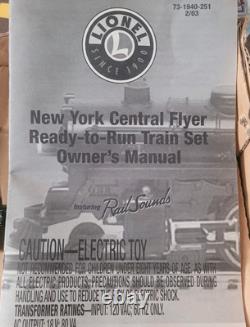 73-1940-251
2/03
LIONEL
L
SINCE 1900
New York Central Flyer
Ready-to-Run Train Set
Owner's Manual
featuring RailSounds
CAUTION—ELECTRIC TOY
NOT RECOMMENDED FOR CHILDREN UNDER EIGHT YEARS OF AGE. AS WITH
ALL ELECTRIC PRODUCTS, PRECAUTIONS SHOULD BE OBSERVED DURING
HANDLING AND USE TO REDUCE THE RISK OF ELECTRIC SHOCK.
TRANSFORMER RATINGS—INPUT: 120 VAC; 60 HZ ONLY.
AC OUTPUT: 18 V; 80 VA